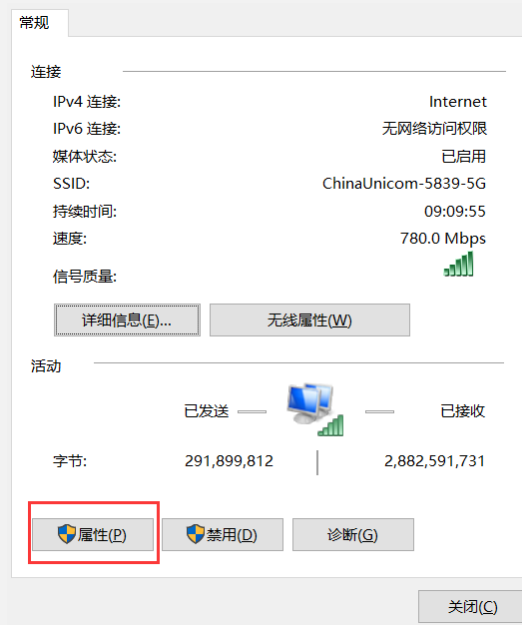 常规
连接
IPv4 连接: Internet
IPv6 连接: 无网络访问权限
媒体状态: 已启用
SSID: ChinaUnicom-5839-5G
持续时间: 09:09:55
速度: 780.0 Mbps
信号质量:
详细信息(E)... 无线属性(W)
活动
已发送 已接收
字节: 291,899,812 2,882,591,731
属性(P) 禁用(D) 诊断(G)
关闭(C)